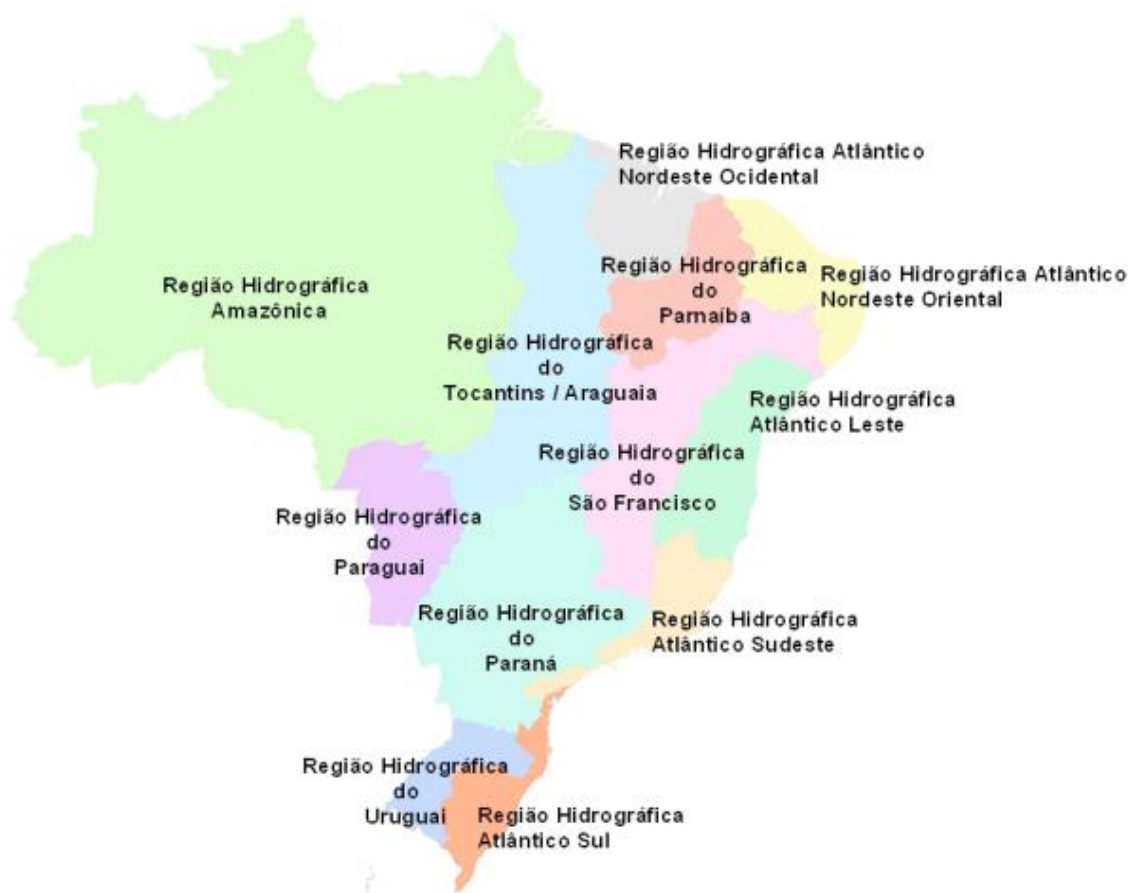 Região Hidrográfica Atlântico
Nordeste Ocidental
Região Hidrográfica
do
Parnaíba
Região Hidrográfica Atlântico
Nordeste Oriental
Região Hidrográfica
Amazônica
Região Hidrográfica
do
Tocantins / Araguaia
Região Hidrográfica
Atlântico Leste
Região Hidrográfica
do
São Francisco
Região Hidrográfica
do
Paraguai
Região Hidrográfica
do
Paraná
Região Hidrográfica
Atlântico Sudeste
Região Hidrográfica
do
Uruguai
Região Hidrográfica
Atlântico Sul